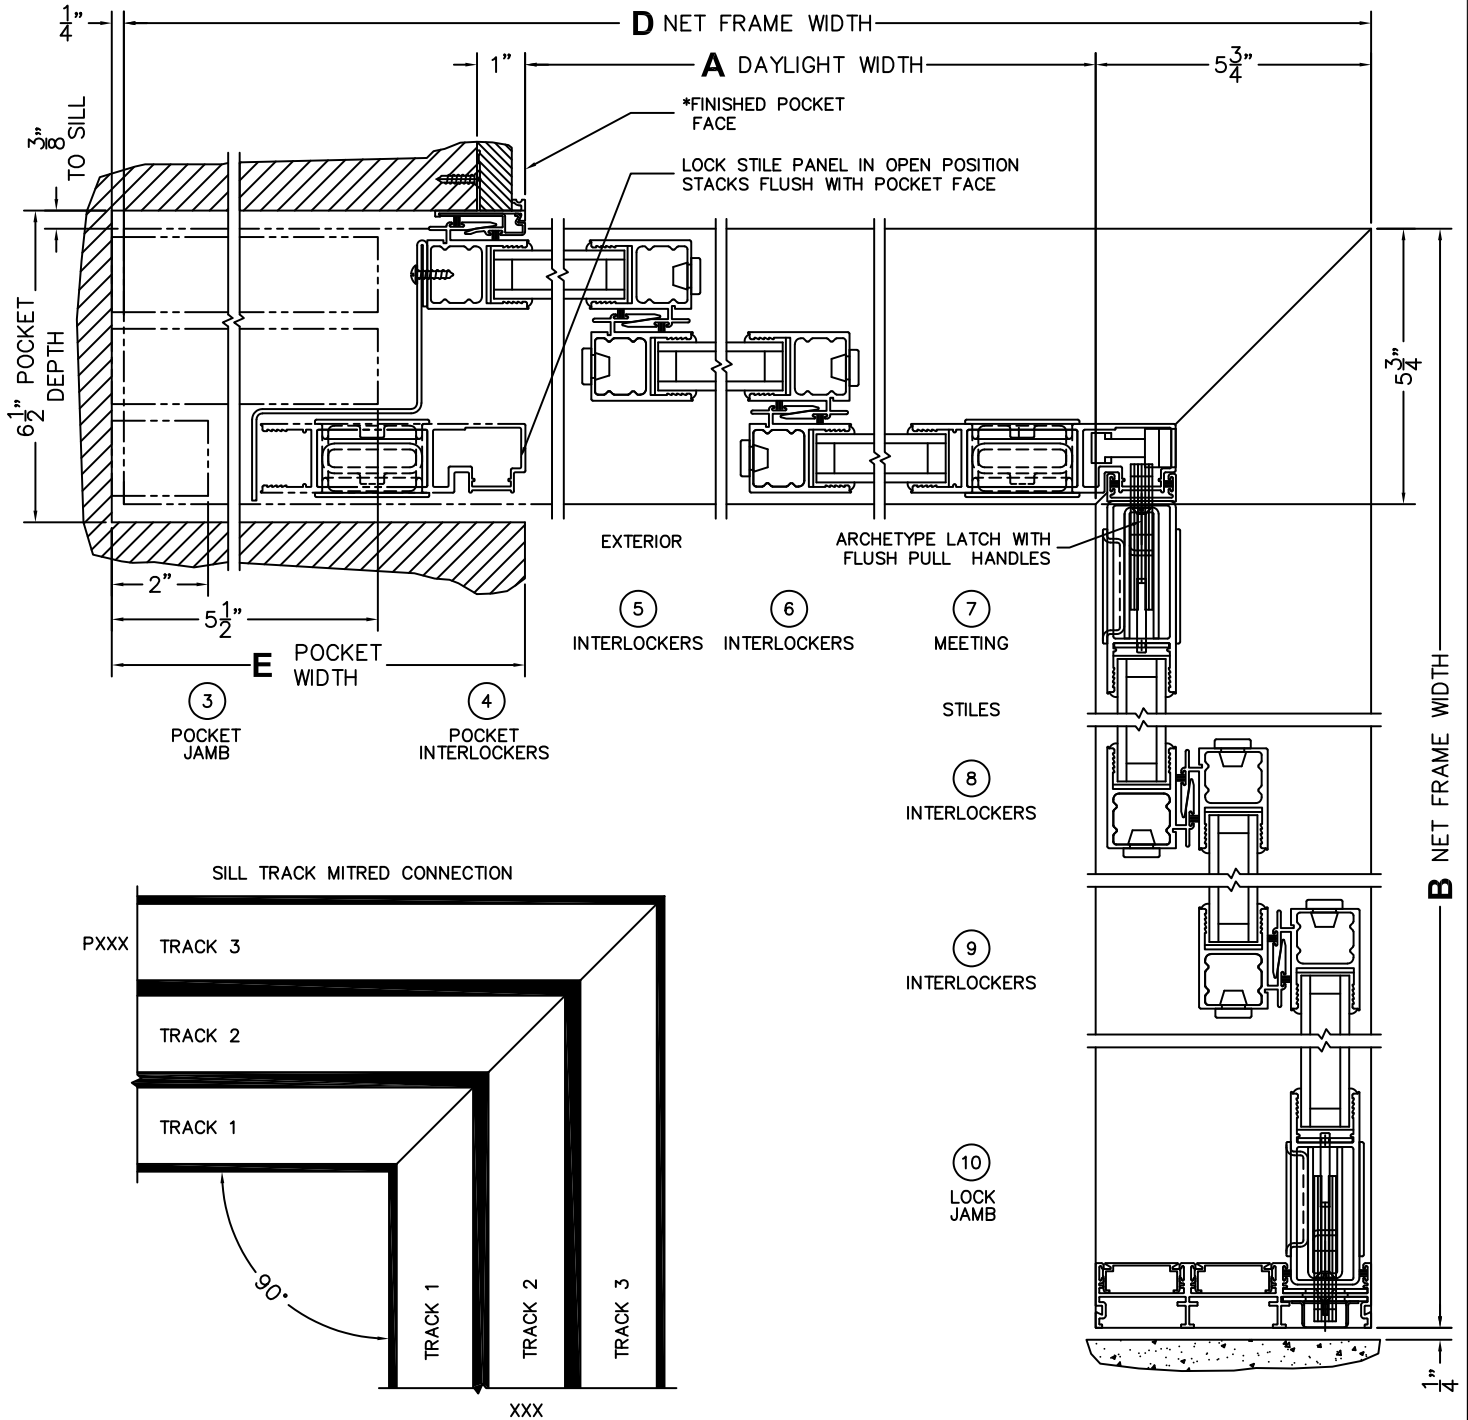 1/4"
D NET FRAME WIDTH
1"
A DAYLIGHT WIDTH
5 3/4"
3/8"
TO SILL
*FINISHED POCKET
FACE
LOCK STILE PANEL IN OPEN POSITION
STACKS FLUSH WITH POCKET FACE
6 1/2" POCKET
DEPTH
5 3/4"
EXTERIOR
ARCHETYPE LATCH WITH
FLUSH PULL HANDLES
2"
5 1/2"
E POCKET
WIDTH
5
INTERLOCKERS
6
INTERLOCKERS
7
MEETING
STILES
3
POCKET
JAMB
4
POCKET
INTERLOCKERS
8
INTERLOCKERS
B NET FRAME WIDTH
SILL TRACK MITRED CONNECTION
PXXX
TRACK 3
TRACK 2
TRACK 1
9
INTERLOCKERS
10
LOCK
JAMB
90°
TRACK 1
TRACK 2
TRACK 3
XXX
1/4"